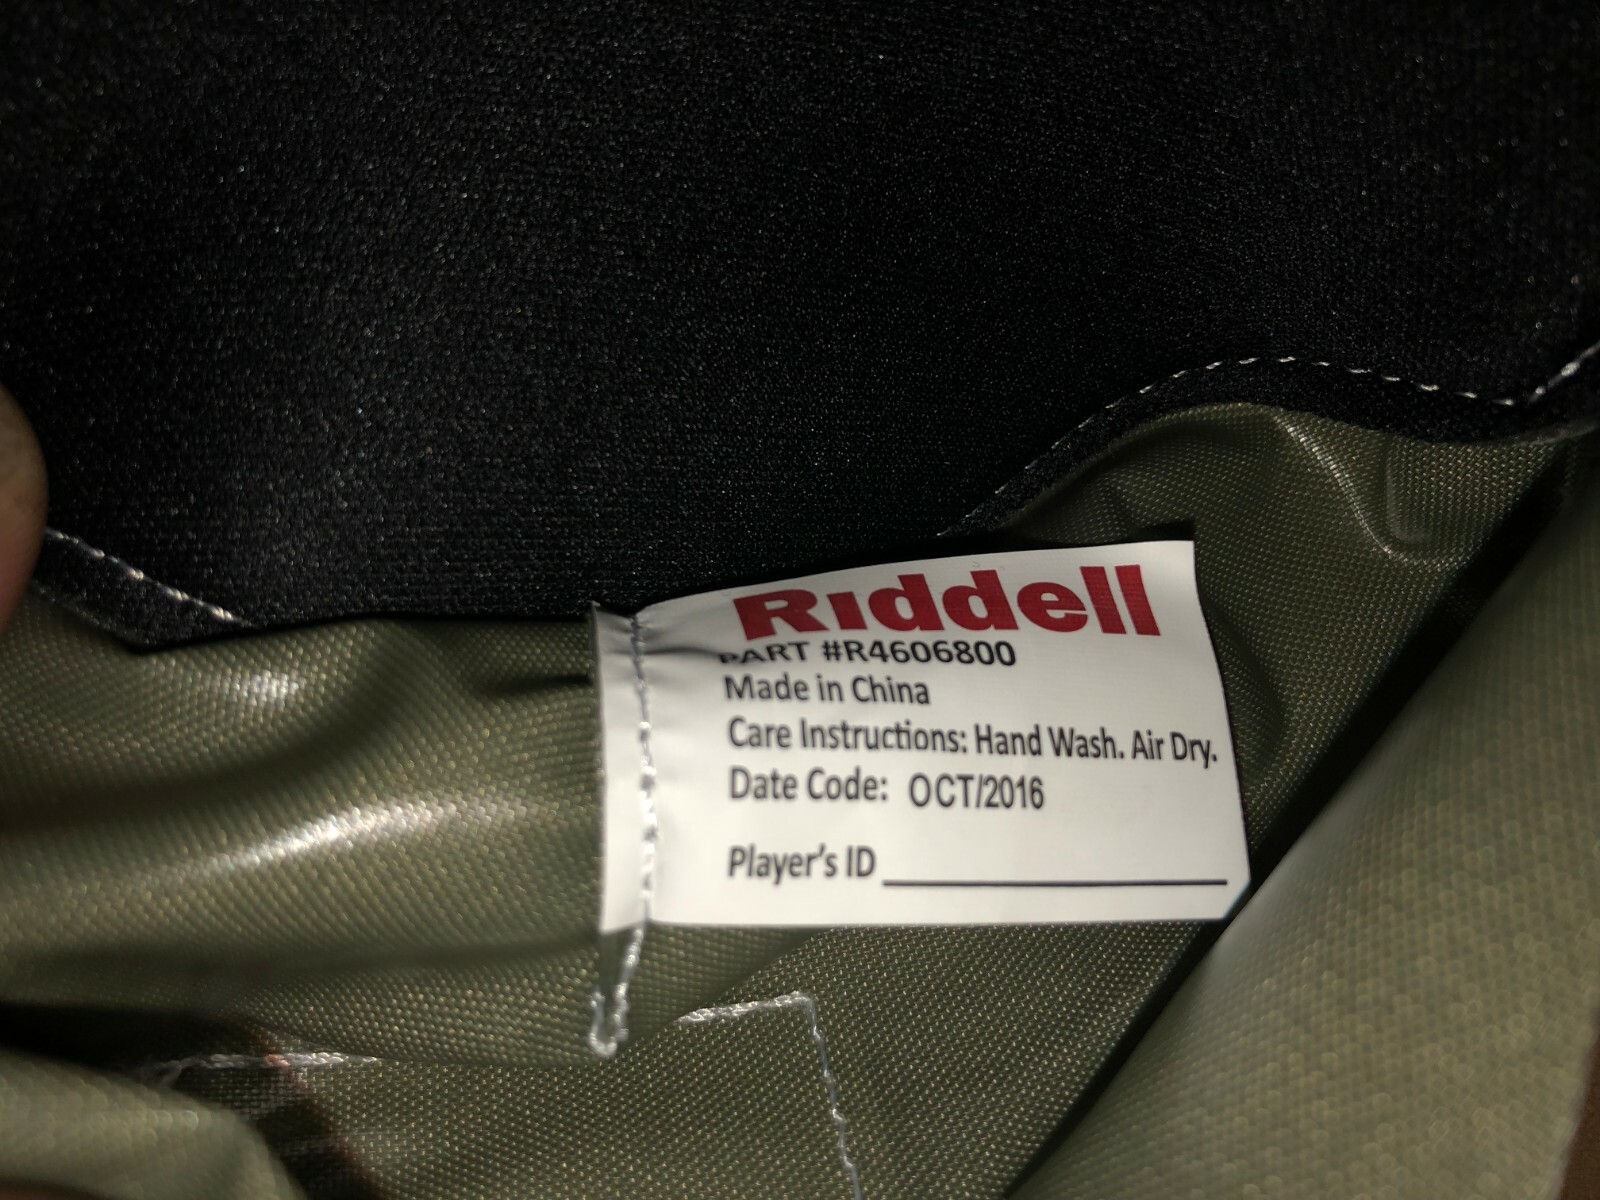 Riddell
PART #R4606800
Made in China
Care Instructions: Hand Wash. Air Dry.
Date Code: OCT/2016
Player's ID